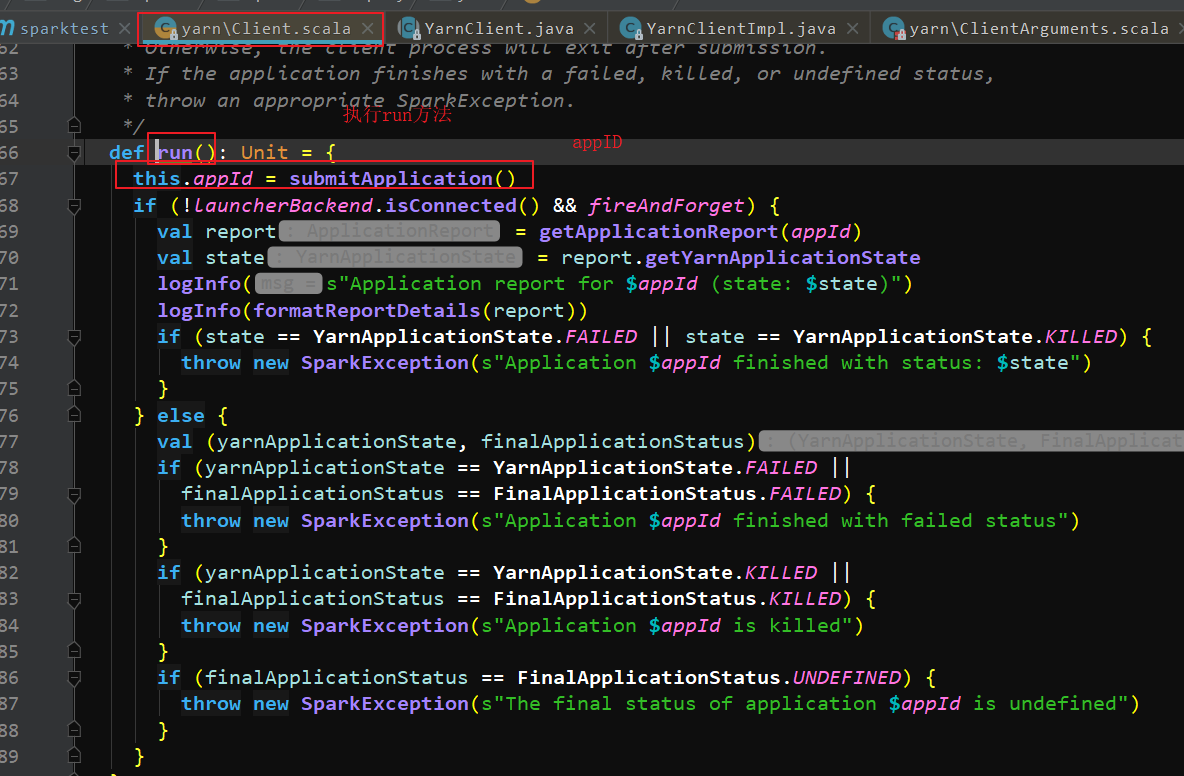 sparktest yarn\Client.scala YarnClient.java YarnClientImpl.java yarn\ClientArguments.scala
62 * Otherwise, the client process will exit after submission.
63 * If the application finishes with a failed, killed, or undefined status,
64 * throw an appropriate SparkException.
执行run方法
65 */
appID
66 def run(): Unit = {
67 this.appId = submitApplication()
68 if (!launcherBackend.isConnected() && fireAndForget) {
69 val report : ApplicationReport = getApplicationReport(appId)
70 val state : YarnApplicationState = report.getYarnApplicationState
71 logInfo( msg = s"Application report for $appId (state: $state)")
72 logInfo(formatReportDetails(report))
73 if (state == YarnApplicationState.FAILED || state == YarnApplicationState.KILLED) {
74 throw new SparkException(s"Application $appId finished with status: $state")
75 }
76 } else {
77 val (yarnApplicationState, finalApplicationStatus) : (YarnApplicationState, FinalApplicat
78 if (yarnApplicationState == YarnApplicationState.FAILED ||
79 finalApplicationStatus == FinalApplicationStatus.FAILED) {
80 throw new SparkException(s"Application $appId finished with failed status")
81 }
82 if (yarnApplicationState == YarnApplicationState.KILLED ||
83 finalApplicationStatus == FinalApplicationStatus.KILLED) {
84 throw new SparkException(s"Application $appId is killed")
85 }
86 if (finalApplicationStatus == FinalApplicationStatus.UNDEFINED) {
87 throw new SparkException(s"The final status of application $appId is undefined")
88 }
89 }